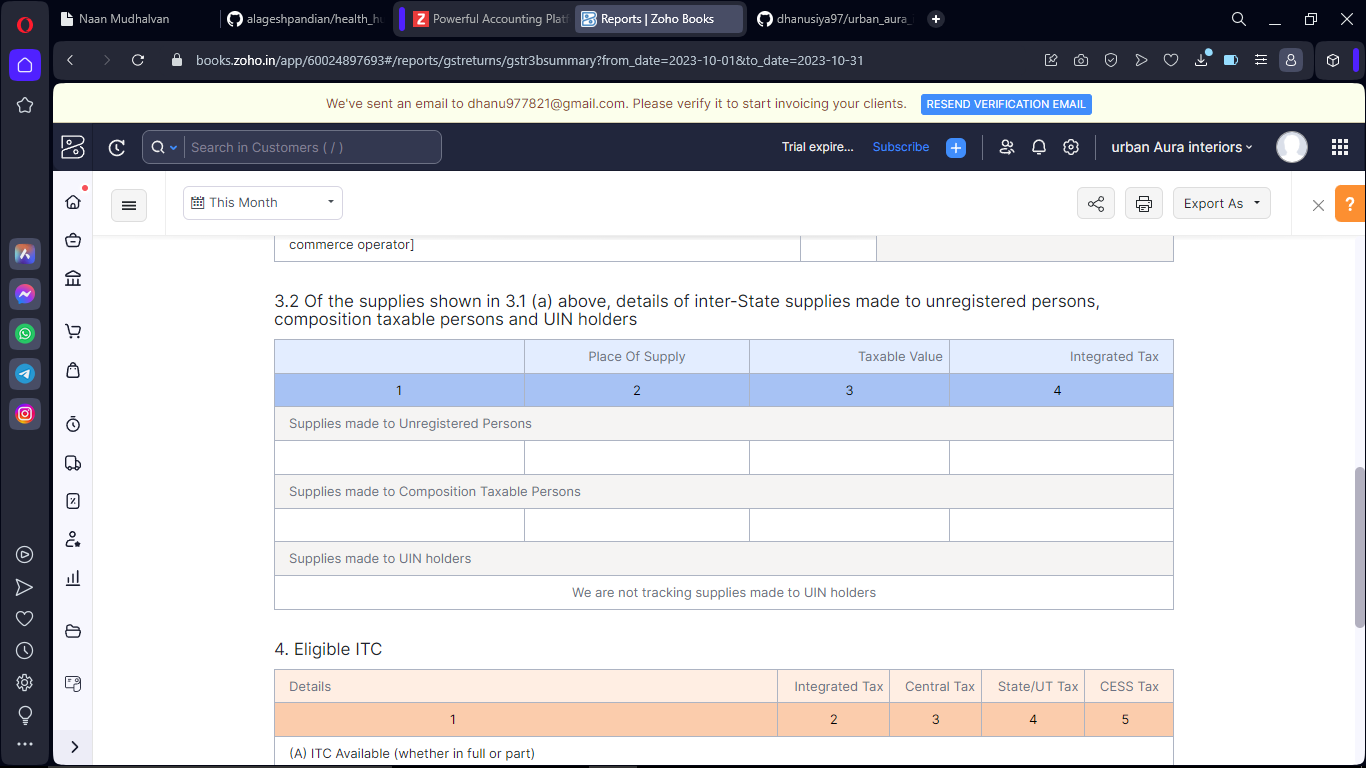 Naan Mudhalvan
alageshpandian/health_h
Powerful Accounting Plat
Reports | Zoho Books
dhanusiya97/urban_aura_
books.zoho.in/app/60024897693#/reports/gstreturns/gstr3bsummary?from_date=2023-10-01&to_date=2023-10-31
We've sent an email to dhanu977821@gmail.com. Please verify it to start invoicing your clients.
RESEND VERIFICATION EMAIL
Search in Customers ( / )
Trial expire...
Subscribe
urban Aura interiors
This Month
Export As
?
commerce operator]
3.2 Of the supplies shown in 3.1 (a) above, details of inter-State supplies made to unregistered persons,
composition taxable persons and UIN holders
Place Of Supply Taxable Value Integrated Tax
1 2 3 4
Supplies made to Unregistered Persons
Supplies made to Composition Taxable Persons
Supplies made to UIN holders
We are not tracking supplies made to UIN holders
4. Eligible ITC
Details Integrated Tax Central Tax State/UT Tax CESS Tax
1 2 3 4 5
(A) ITC Available (whether in full or part)